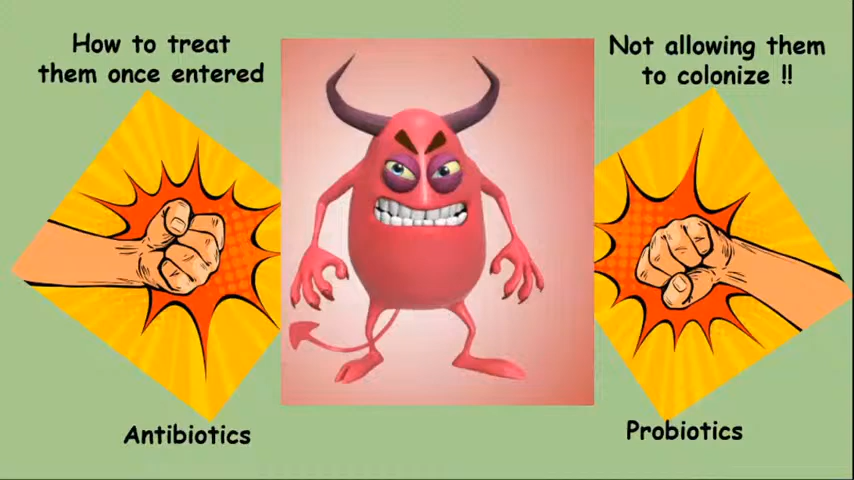 How to treat
them once entered
Not allowing them
to colonize !!
Antibiotics
Probiotics